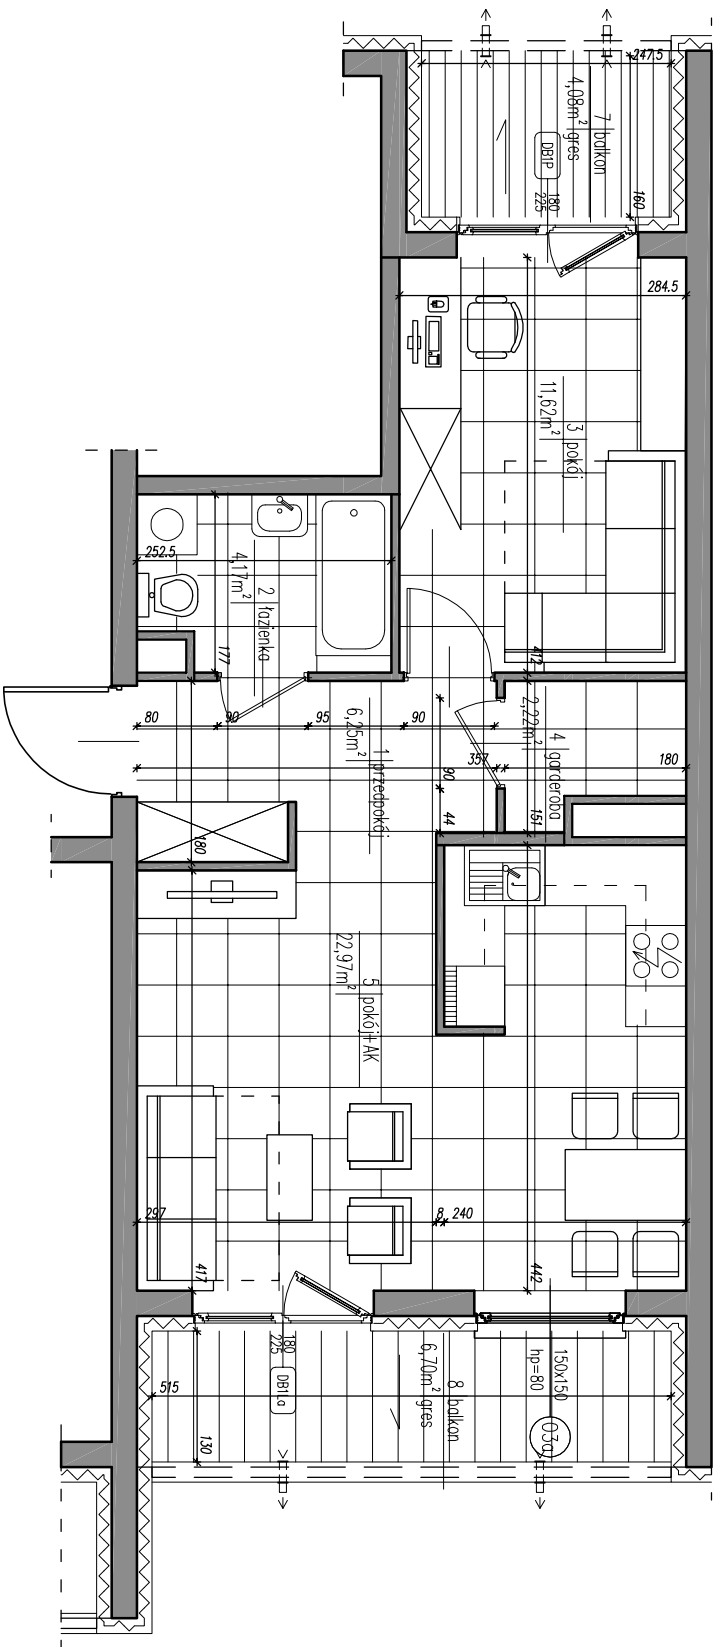 247.5
7 balkon
4,08m² gres
DB1P
180
225
160
284.5
3 pokój
11,62m²
252.5
2 łazienka
4,17m²
177
412
80
90
95
90
1 przedpokój
6,25m²
4 garderoba
2,22m²
357
180
90
44
151
180
5 pokój+AK
22,97m²
297
8
240
417
442
180
225
DB1La
8 balkon
6,70m² gres
150x150
hp=80
O3a
515
130